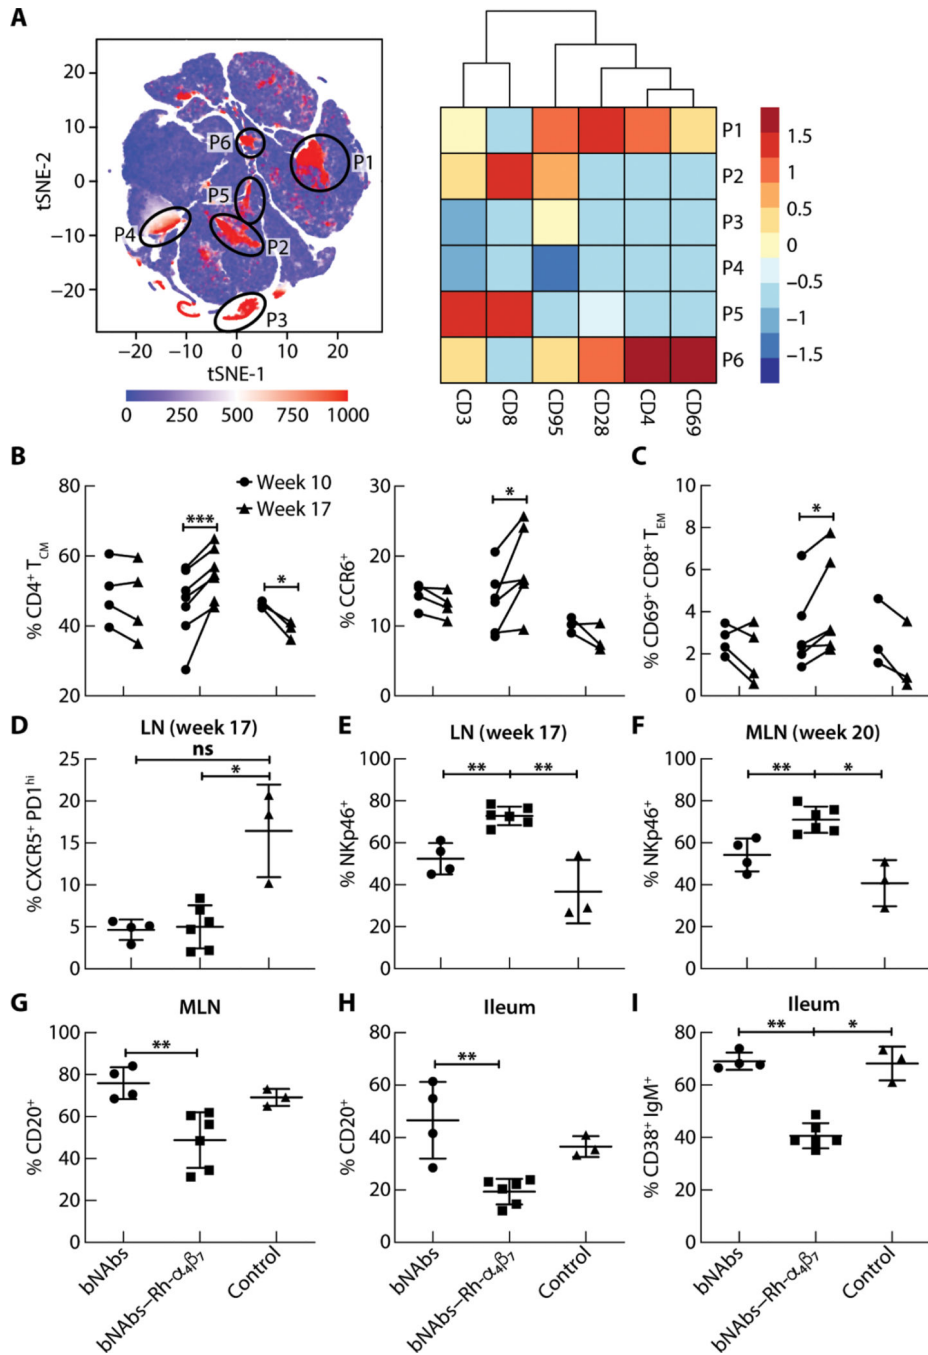 A
tSNE-2
20
10
0
−10
−20
P6
P1
P5
P4
P2
P3
−20
−10
0
10
20
tSNE-1
0
250
500
750
1000
P1
P2
P3
P4
P5
P6
CD3
CD8
CD95
CD28
CD4
CD69
1.5
1
0.5
0
−0.5
−1
−1.5
B
% CD4+ TCM
80
60
40
20
Week 10
Week 17
***
*
% CCR6+
30
20
10
0
*
C
% CD69+ CD8+ TEM
10
8
6
4
2
0
*
D
LN (week 17)
% CXCR5+ PD1hi
25
20
15
10
5
0
ns
*
E
LN (week 17)
% NKp46+
100
80
60
40
20
0
**
**
F
MLN (week 20)
% NKp46+
100
80
60
40
20
0
**
*
G
MLN
% CD20+
100
80
60
40
20
0
**
bNAbs
bNAbs–Rh-α4β7
Control
H
Ileum
% CD20+
80
60
40
20
0
**
bNAbs
bNAbs–Rh-α4β7
Control
I
Ileum
% CD38+ IgM+
80
60
40
20
0
**
*
bNAbs
bNAbs–Rh-α4β7
Control